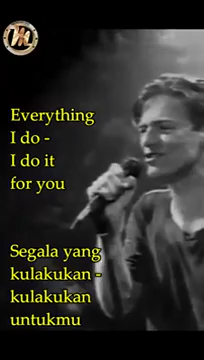 Everything
I do -
I do it
for you
Segala yang
kulakukan -
kulakukan
untukmu